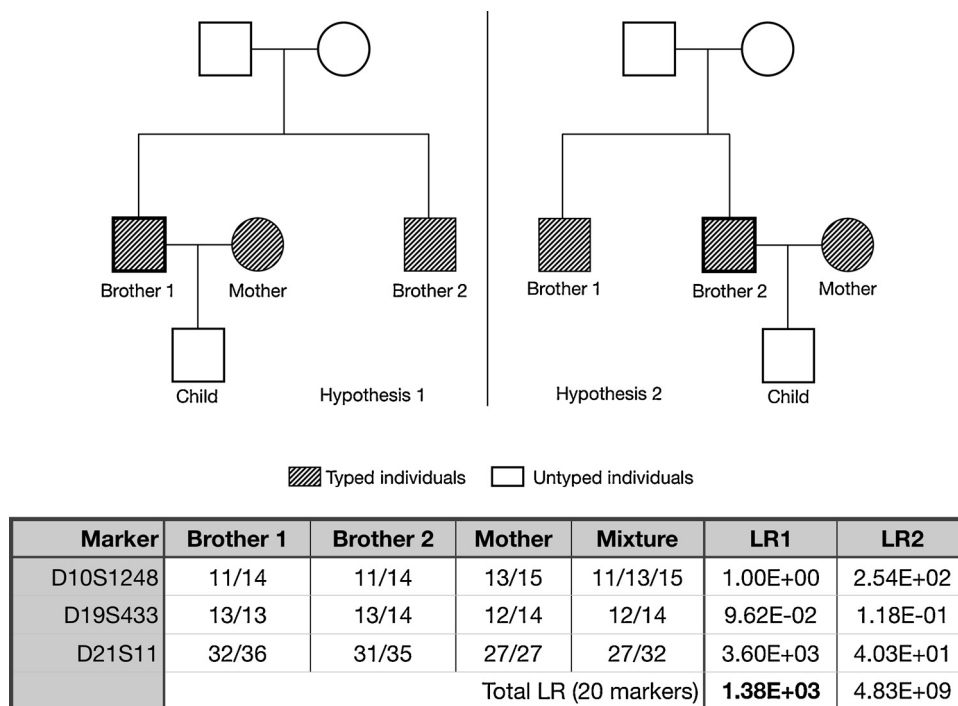 Brother 1 Mother Brother 2
Child
Hypothesis 1
Brother 1 Brother 2 Mother
Hypothesis 2
Child
Typed individuals Untyped individuals
Marker Brother 1 Brother 2 Mother Mixture LR1 LR2
D10S1248 11/14 11/14 13/15 11/13/15 1.00E+00 2.54E+02
D19S433 13/13 13/14 12/14 12/14 9.62E-02 1.18E-01
D21S11 32/36 31/35 27/27 27/32 3.60E+03 4.03E+01
Total LR (20 markers) 1.38E+03 4.83E+09